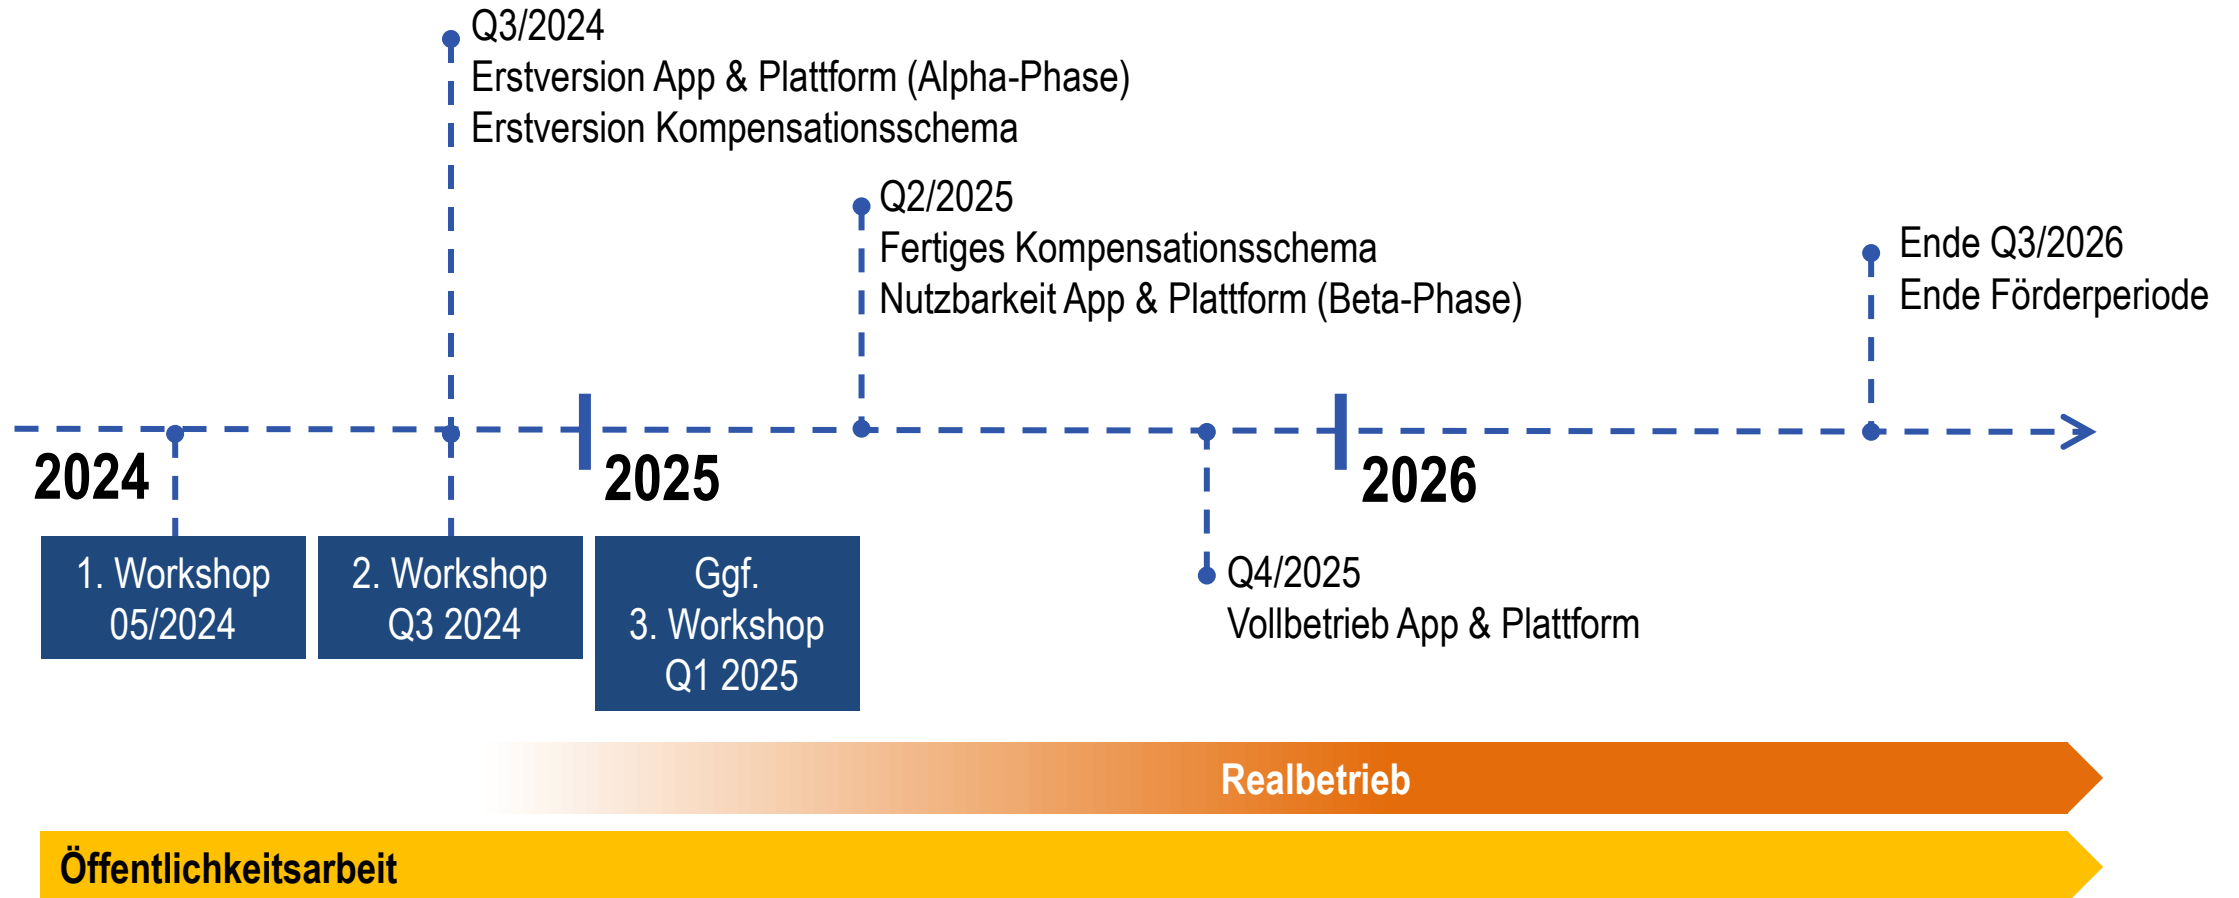 Q3/2024
Erstversion App & Plattform (Alpha-Phase)
Erstversion Kompensationsschema
Q2/2025
Fertiges Kompensationsschema
Nutzbarkeit App & Plattform (Beta-Phase)
Ende Q3/2026
Ende Förderperiode
2024
2025
2026
1. Workshop
05/2024
2. Workshop
Q3 2024
Ggf.
3. Workshop
Q1 2025
Q4/2025
Vollbetrieb App & Plattform
Realbetrieb
Öffentlichkeitsarbeit